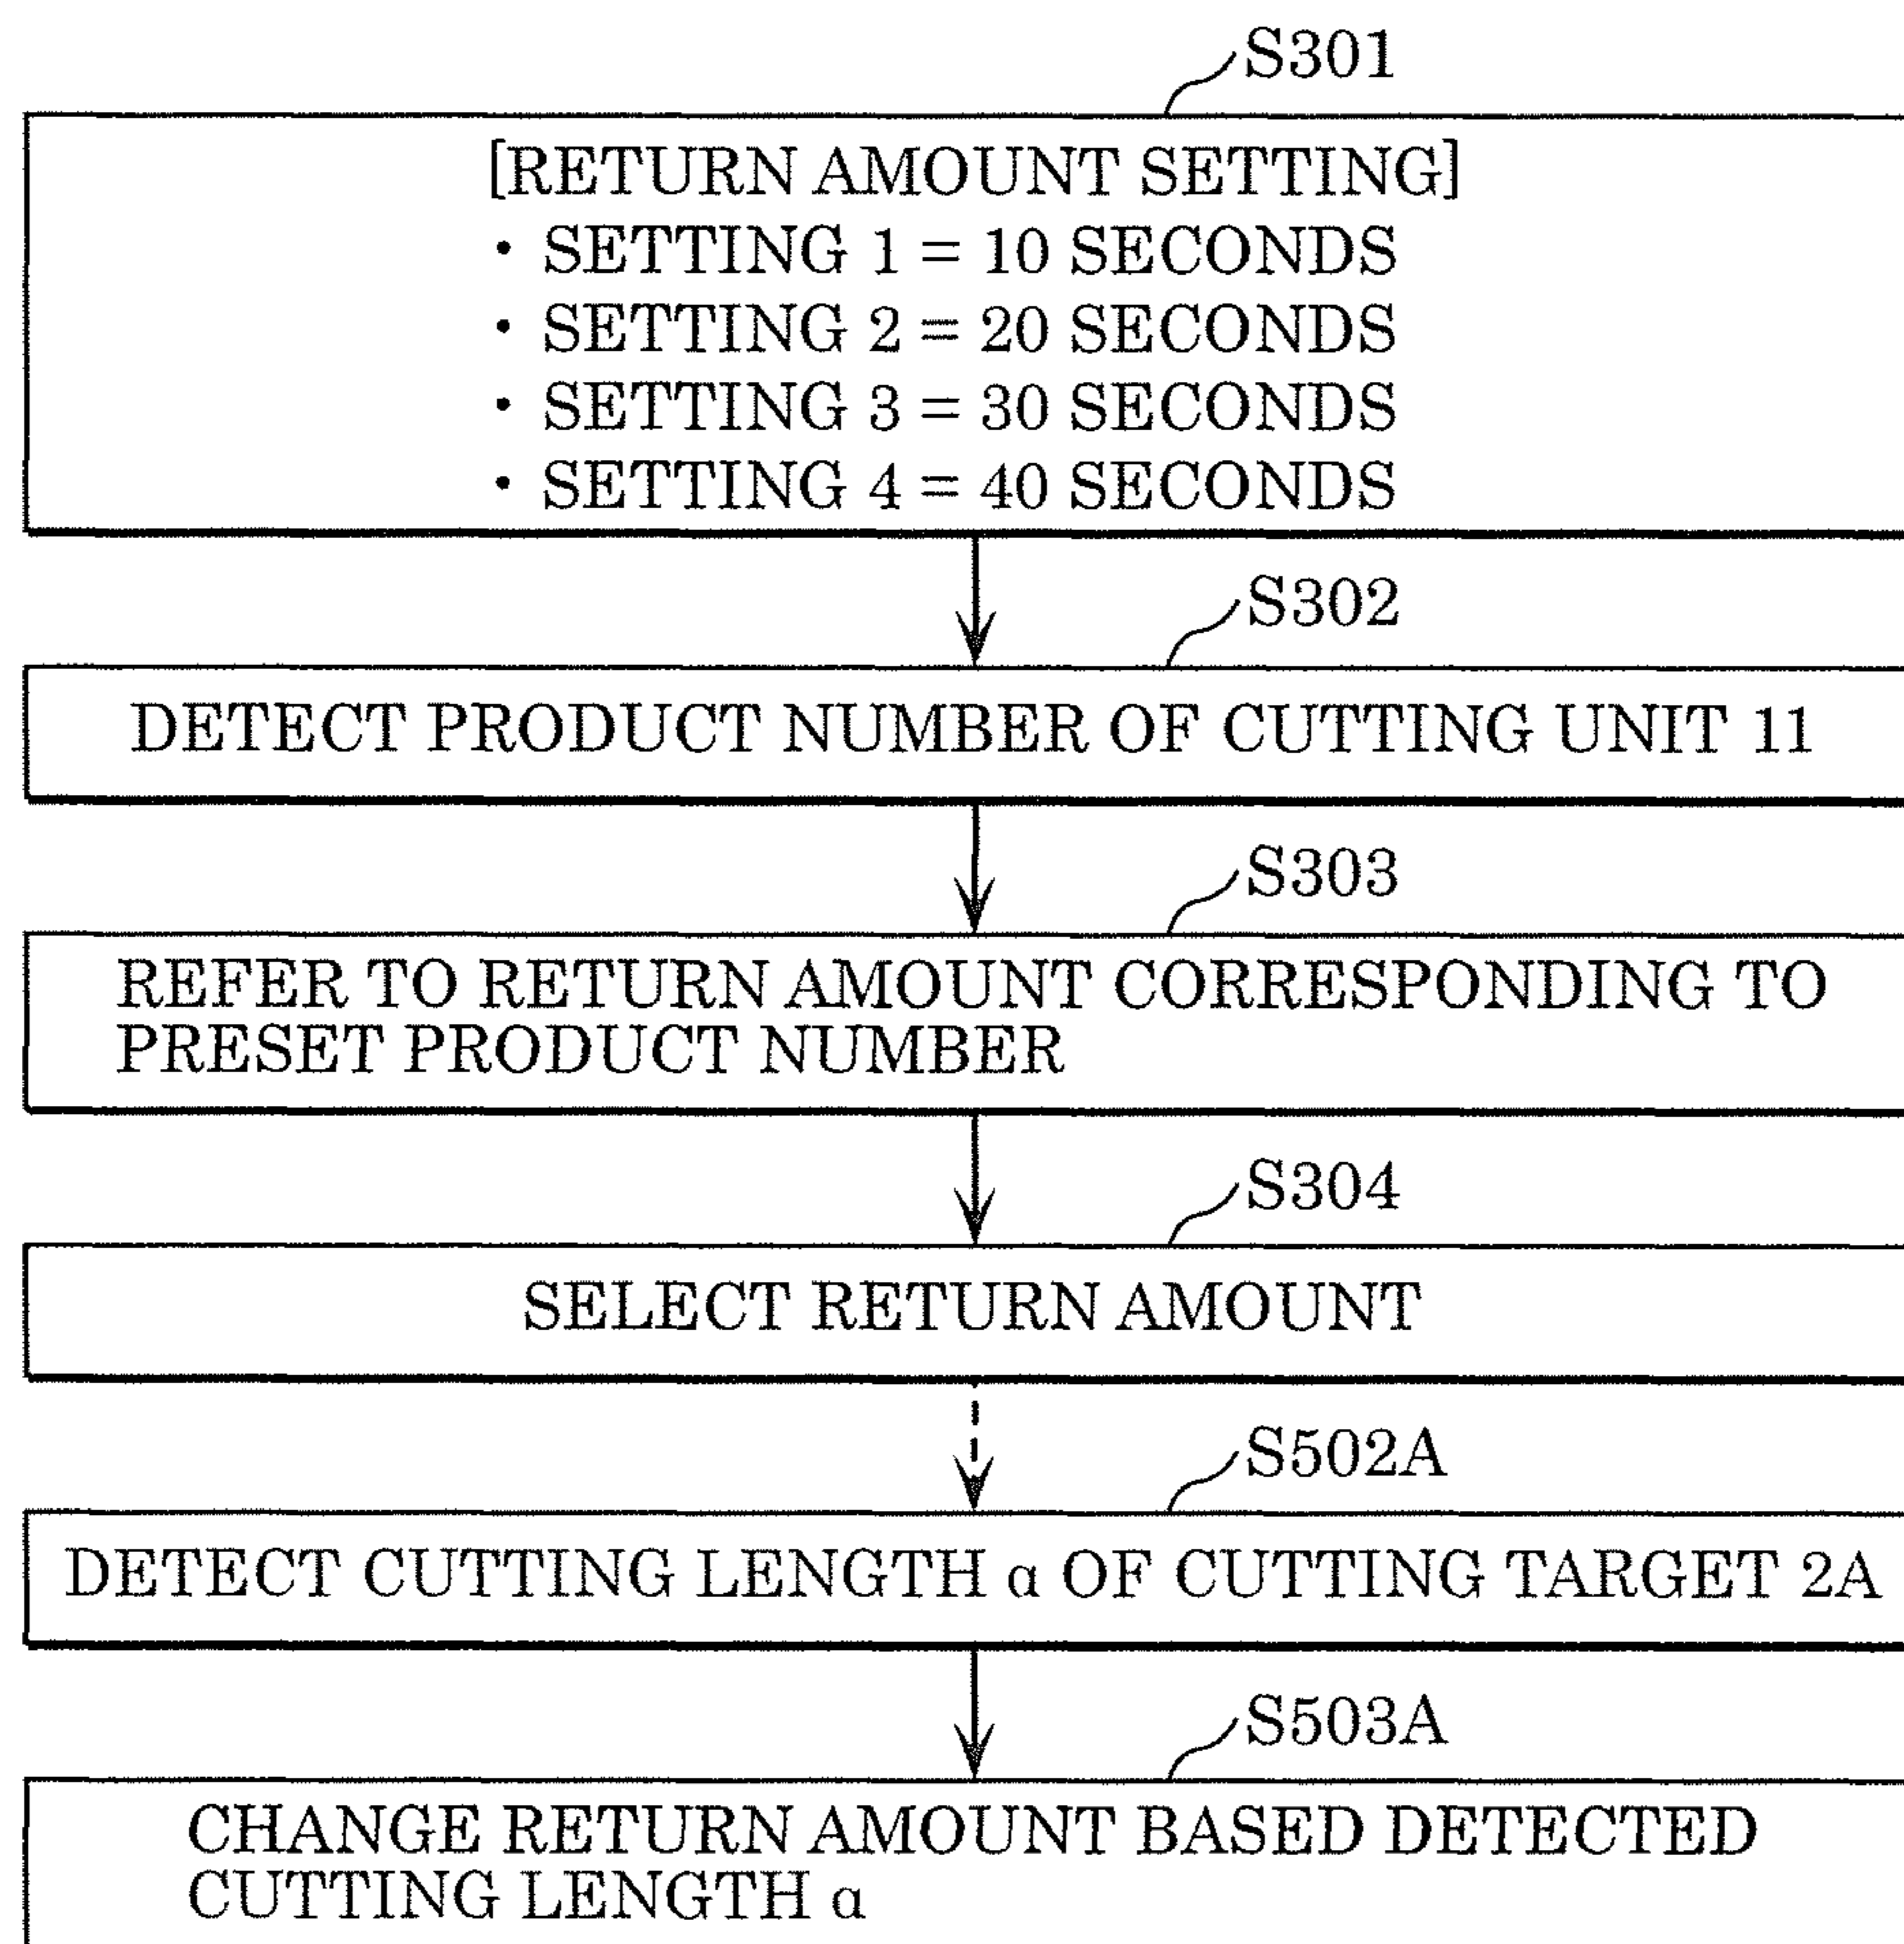 S301
[RETURN AMOUNT SETTING]
· SETTING 1 = 10 SECONDS
· SETTING 2 = 20 SECONDS
· SETTING 3 = 30 SECONDS
· SETTING 4 = 40 SECONDS
S302
DETECT PRODUCT NUMBER OF CUTTING UNIT 11
S303
REFER TO RETURN AMOUNT CORRESPONDING TO
PRESET PRODUCT NUMBER
S304
SELECT RETURN AMOUNT
S502A
DETECT CUTTING LENGTH α OF CUTTING TARGET 2A
S503A
CHANGE RETURN AMOUNT BASED DETECTED
CUTTING LENGTH α